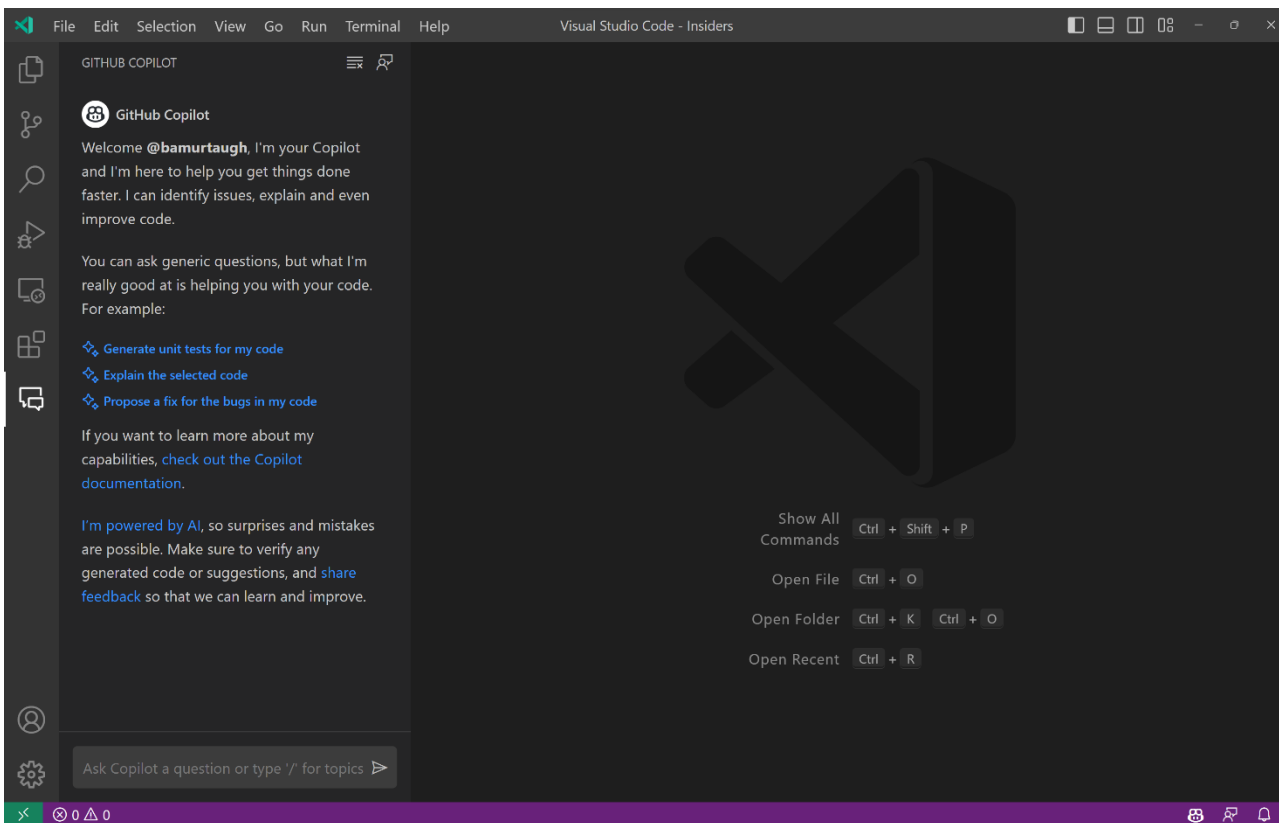 File Edit Selection View Go Run Terminal Help
Visual Studio Code - Insiders
GITHUB COPILOT
GitHub Copilot
Welcome @bamurtaugh, I'm your Copilot
and I'm here to help you get things done
faster. I can identify issues, explain and even
improve code.
You can ask generic questions, but what I'm
really good at is helping you with your code.
For example:
Generate unit tests for my code
Explain the selected code
Propose a fix for the bugs in my code
If you want to learn more about my
capabilities, check out the Copilot
documentation.
I'm powered by AI, so surprises and mistakes
are possible. Make sure to verify any
generated code or suggestions, and share
feedback so that we can learn and improve.
Ask Copilot a question or type '/' for topics
Show All
Commands Ctrl + Shift + P
Open File Ctrl + O
Open Folder Ctrl + K Ctrl + O
Open Recent Ctrl + R
0 0